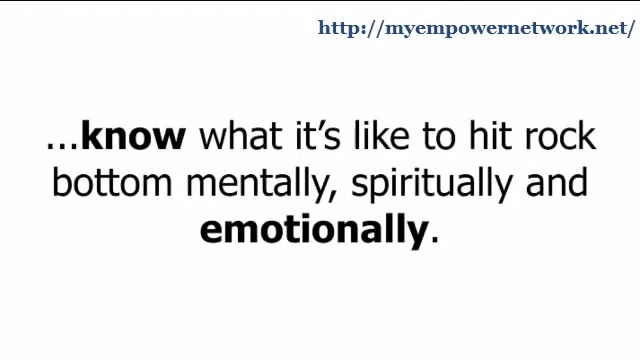 http://myempowernetwork.net/
...know what it's like to hit rock
bottom mentally, spiritually and
emotionally.